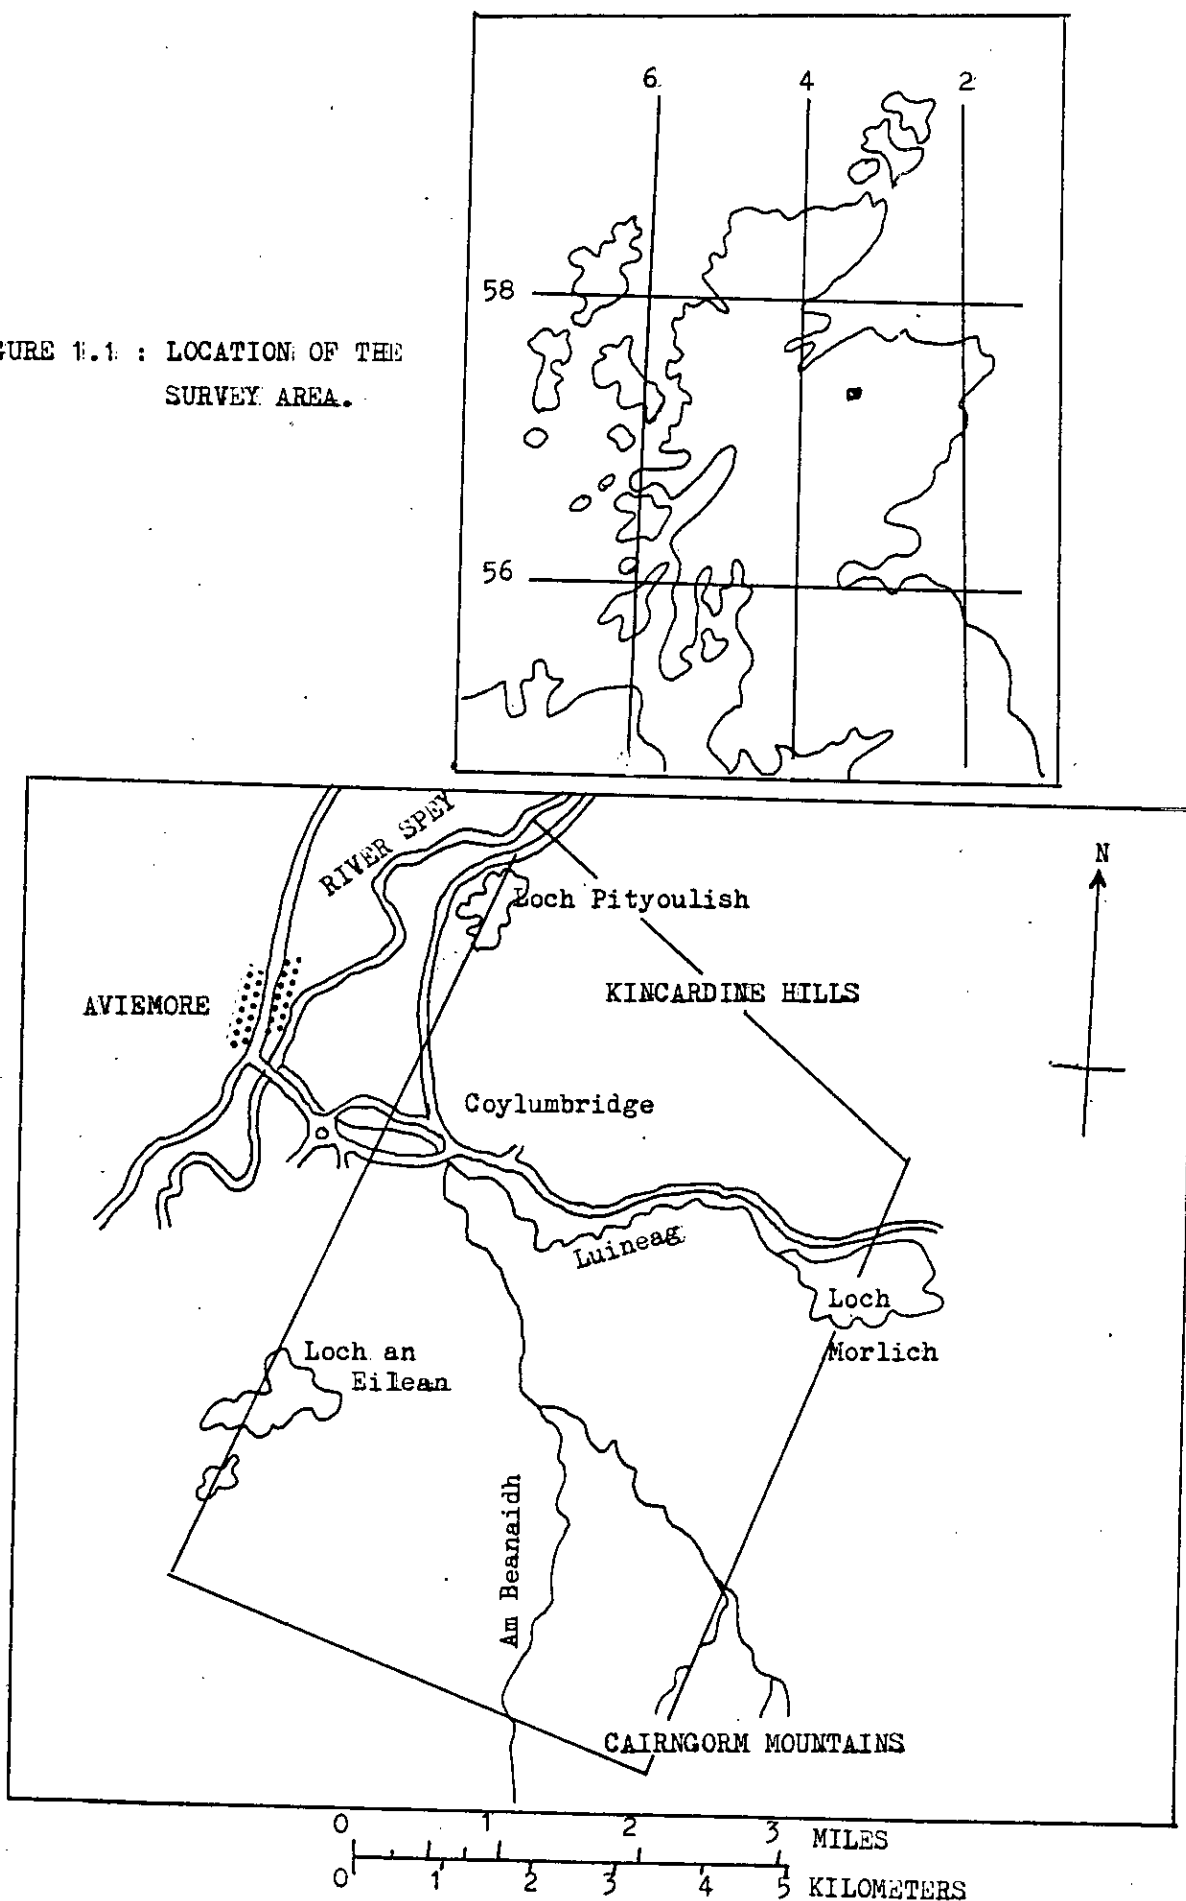 6 4 2
58
GURE 1.1 : LOCATION OF THE
SURVEY AREA.
56
RIVER SPEY
N
Loch Pityoulish
AVIEMORE
KINCARDINE HILLS
Coylumbridge
Luineag
Loch
Morlich
Loch an
Eilean
Am Beanaidh
CAIRNGORM MOUNTAINS
0 1 2 3 MILES
0 1 2 3 4 5 KILOMETERS